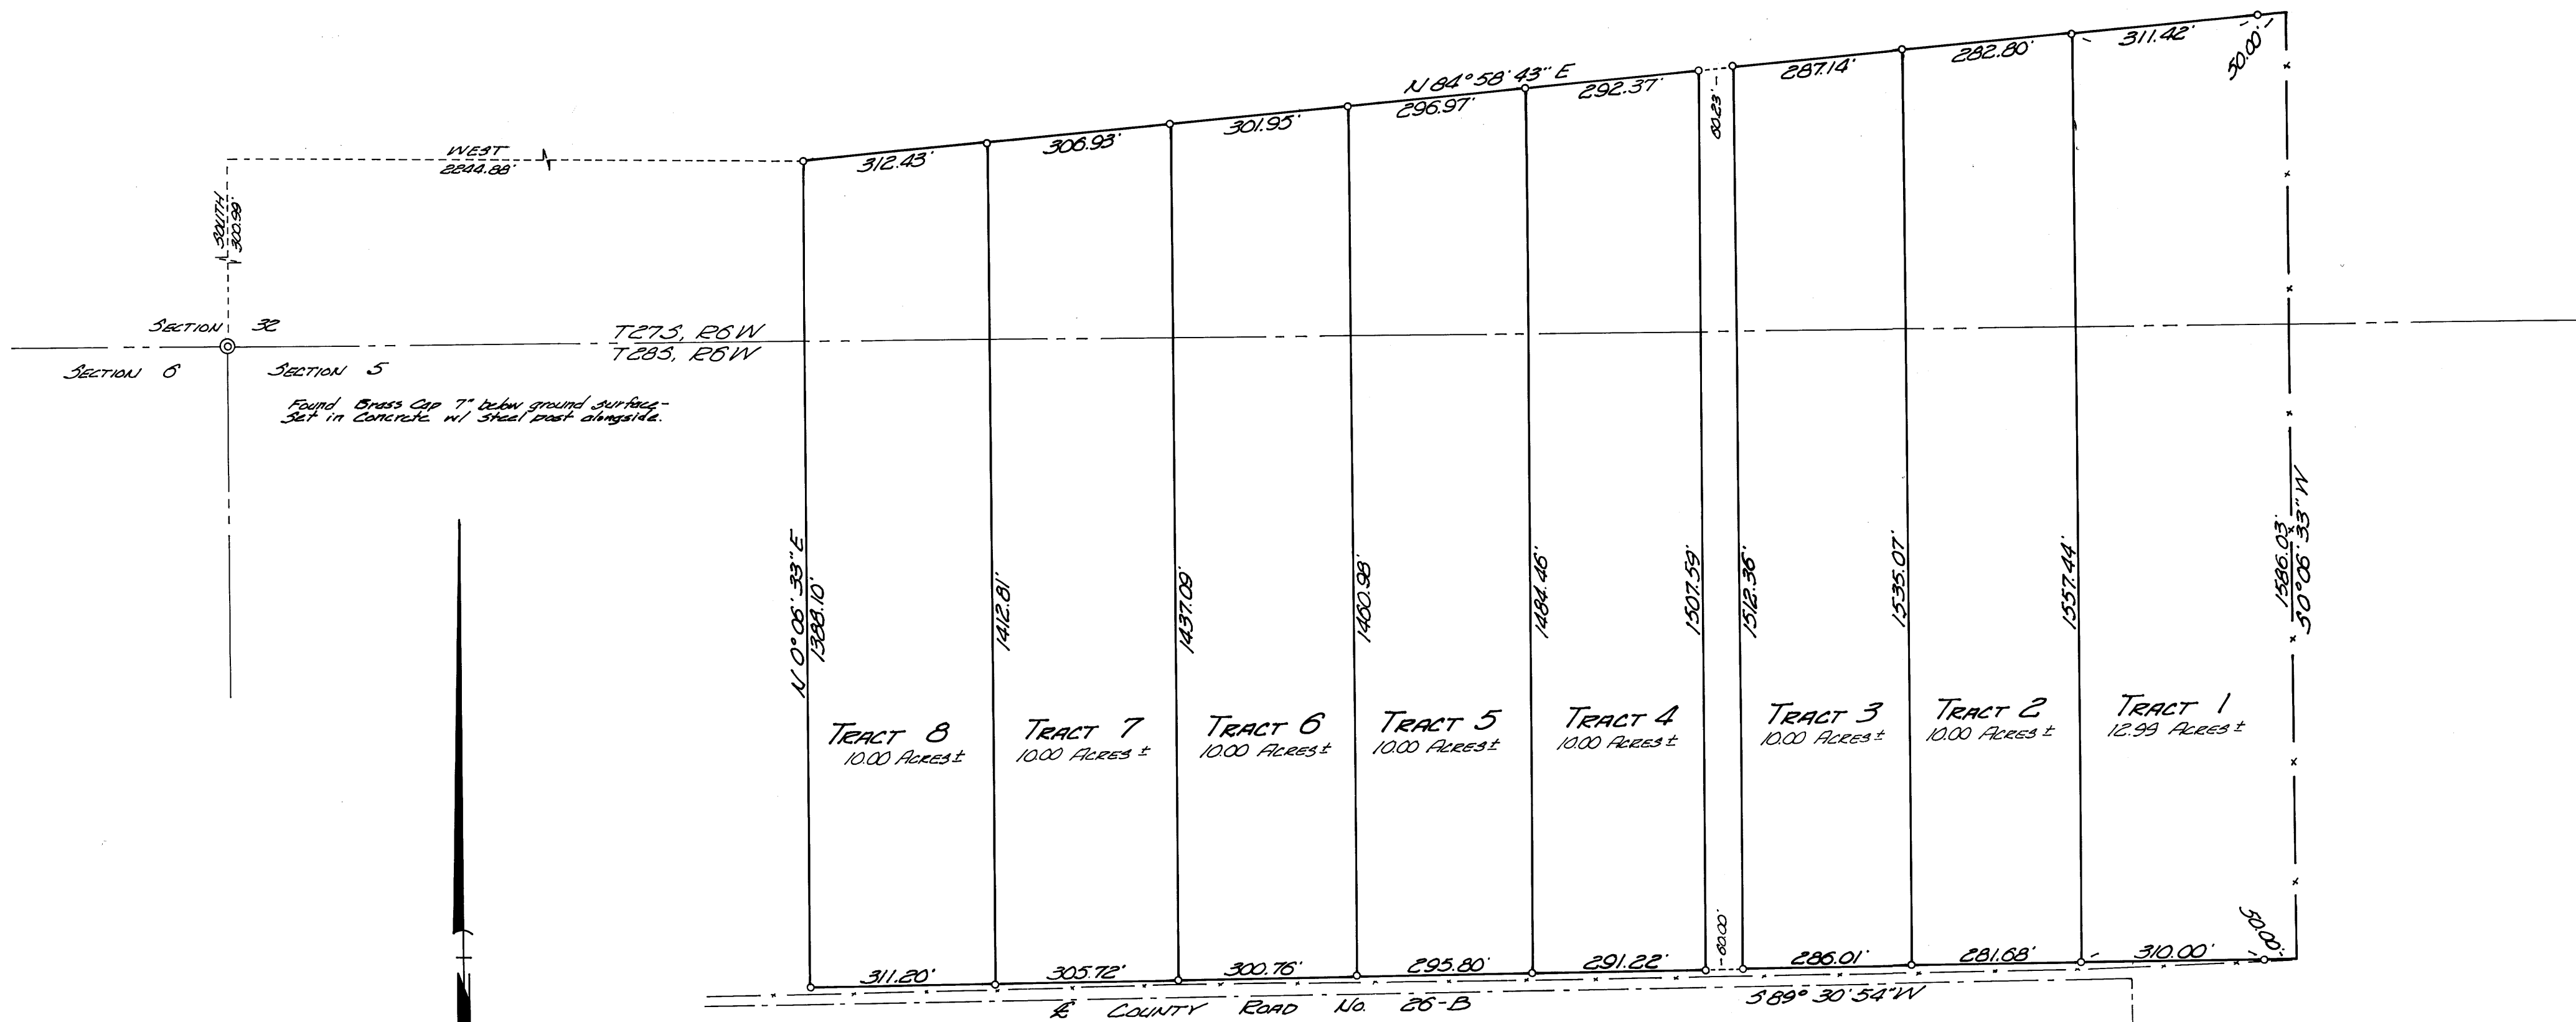 50.00'
311.42'
282.80'
287.14'
N 84° 58' 43" E
292.37'
296.97'
60.23'
301.95'
306.93'
312.43'
WEST
2244.88'
SOUTH
300.99'
SECTION 32
T27S, R6W
T28S, R6W
SECTION 6
SECTION 5
Found Brass Cap 7" below ground surface-
Set in Concrete w/ Steel post alongside.
N 0° 06' 33" E
1388.10'
1412.81'
1437.09'
1460.98'
1484.46'
1507.59'
1512.36'
1535.07'
1557.44'
1586.03'
S 0° 06' 33" W
TRACT 8
10.00 ACRES ±
TRACT 7
10.00 ACRES ±
TRACT 6
10.00 ACRES ±
TRACT 5
10.00 ACRES ±
TRACT 4
10.00 ACRES ±
TRACT 3
10.00 ACRES ±
TRACT 2
10.00 ACRES ±
TRACT 1
12.99 ACRES ±
311.20'
305.72'
300.76'
295.80'
291.22'
60.00'
286.01'
281.68'
310.00'
50.00'
℄ COUNTY ROAD No. 26-B
S 89° 30' 54" W
N